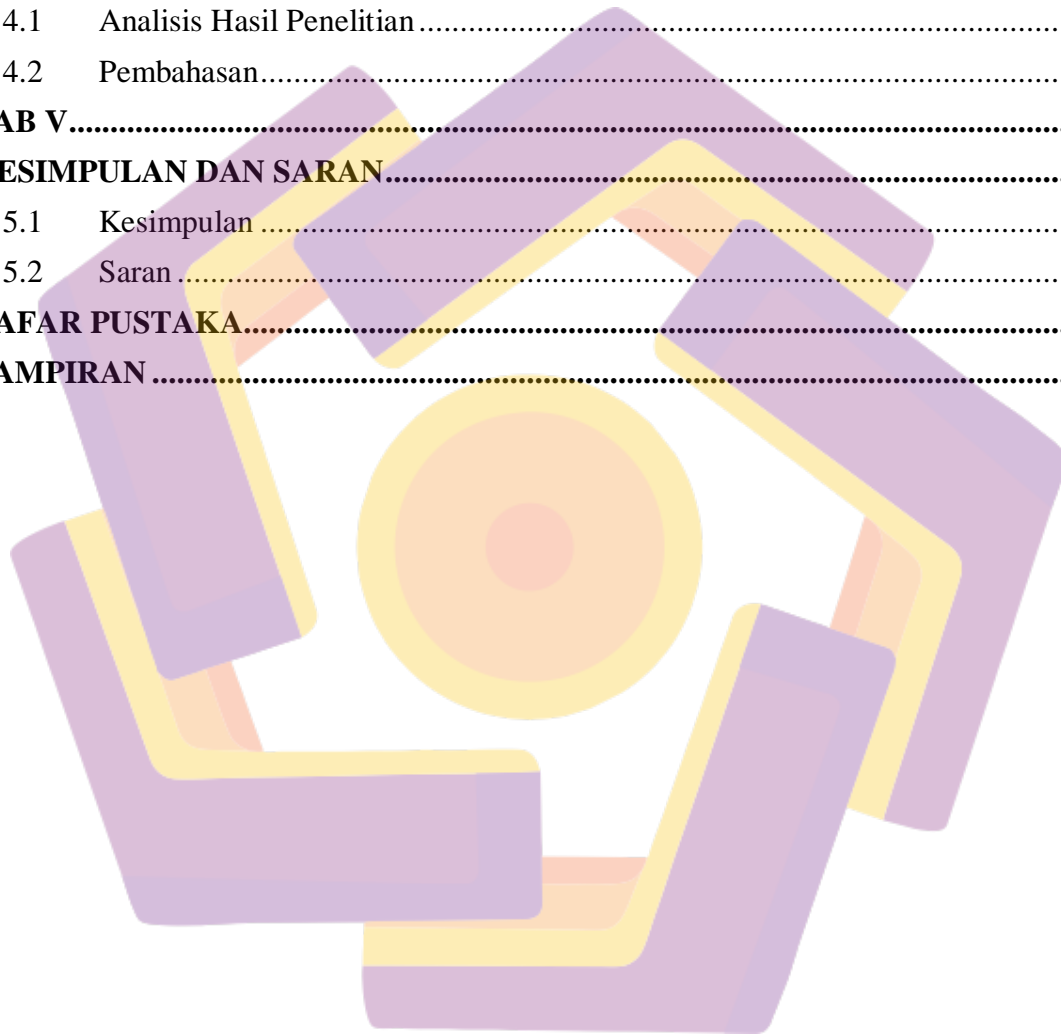 4.1 Analisis Hasil Penelitian ........................................................................
4.2 Pembahasan ........................................................................
AB V ........................................................................
ESIMPULAN DAN SARAN ........................................................................
5.1 Kesimpulan ........................................................................
5.2 Saran ........................................................................
AFAR PUSTAKA ........................................................................
AMPIRAN ........................................................................